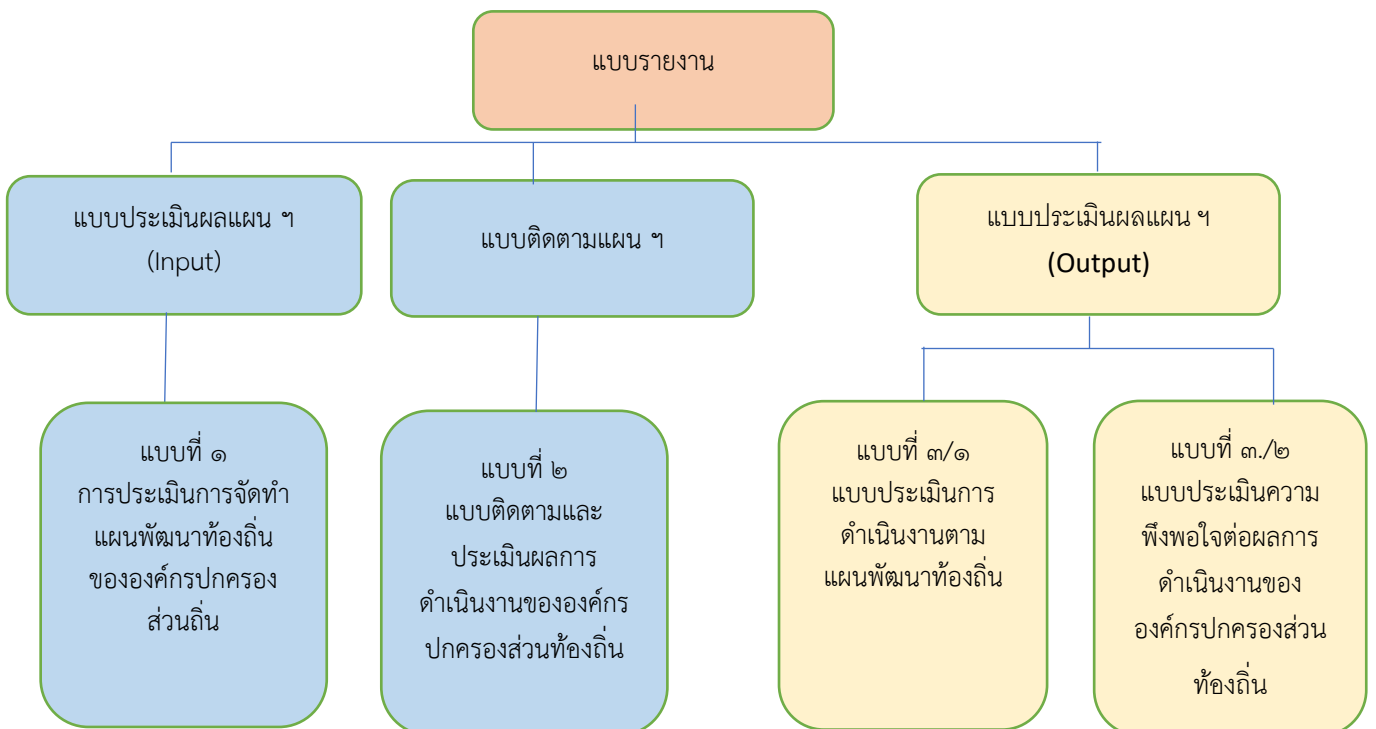 แบบรายงาน
แบบประเมินผลแผน ฯ
(Input)
แบบติดตามแผน ฯ
แบบประเมินผลแผน ฯ
(Output)
แบบที่ ๑
การประเมินการจัดทำ
แผนพัฒนาท้องถิ่น
ขององค์กรปกครอง
ส่วนถิ่น
แบบที่ ๒
แบบติดตามและ
ประเมินผลการ
ดำเนินงานขององค์กร
ปกครองส่วนท้องถิ่น
แบบที่ ๓/๑
แบบประเมินการ
ดำเนินงานตาม
แผนพัฒนาท้องถิ่น
แบบที่ ๓./๒
แบบประเมินความ
พึงพอใจต่อผลการ
ดำเนินงานของ
องค์กรปกครองส่วน
ท้องถิ่น